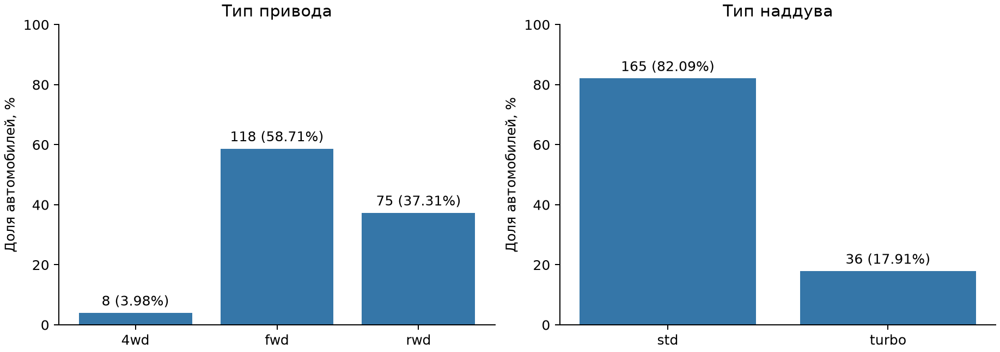 Тип привода
Доля автомобилей, %
100
80
60
40
20
0
8 (3.98%)
118 (58.71%)
75 (37.31%)
4wd
fwd
rwd
Тип наддува
Доля автомобилей, %
100
80
60
40
20
0
165 (82.09%)
36 (17.91%)
std
turbo